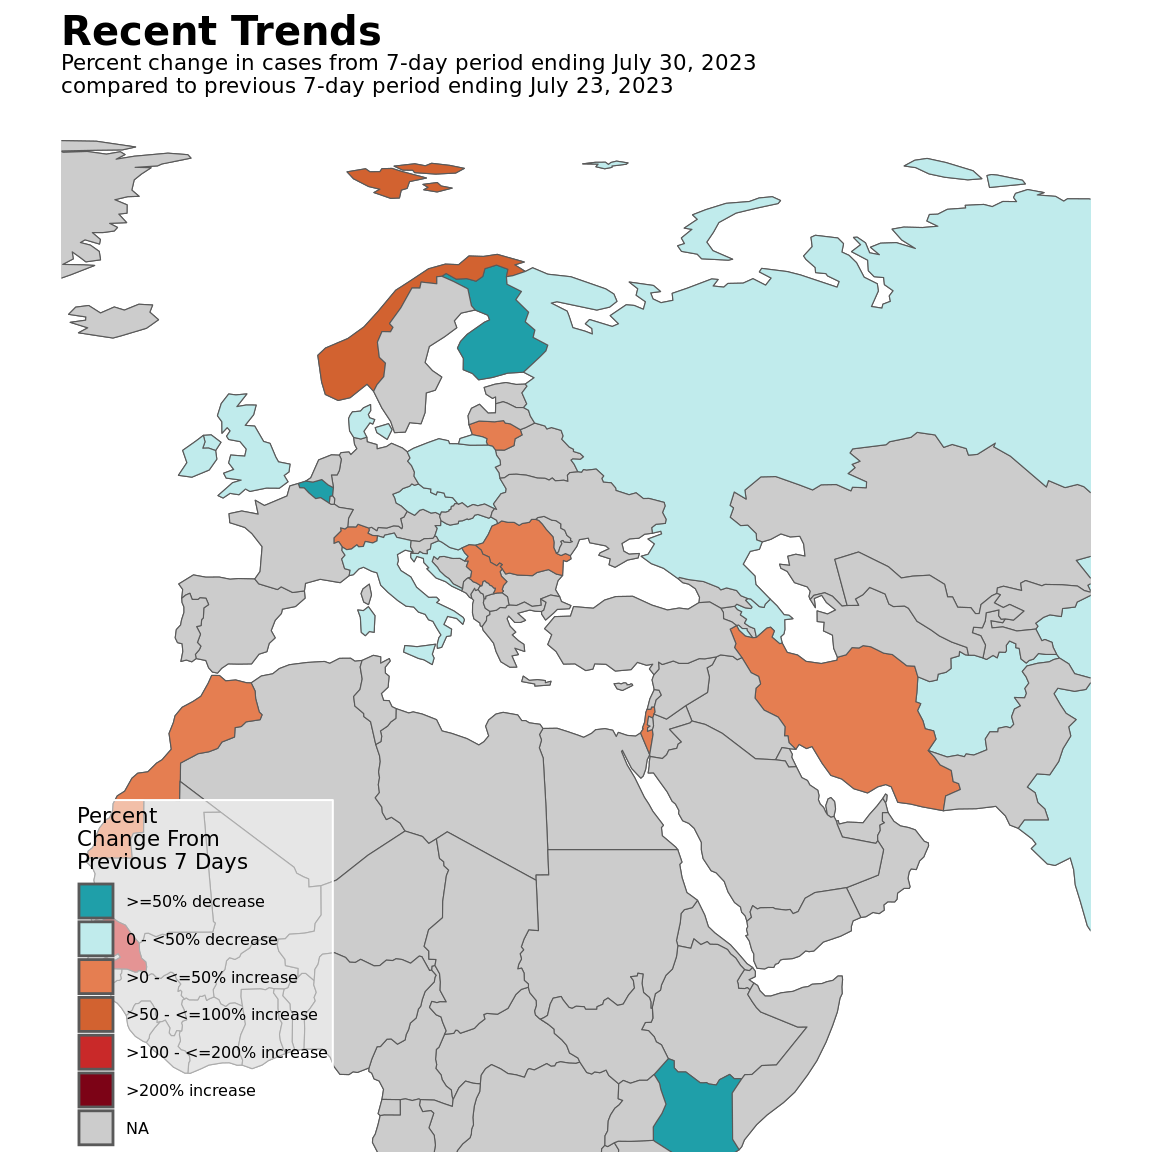 Recent Trends
Percent change in cases from 7-day period ending July 30, 2023
compared to previous 7-day period ending July 23, 2023
Percent
Change From
Previous 7 Days
>=50% decrease
0 - <50% decrease
>0 - <=50% increase
>50 - <=100% increase
>100 - <=200% increase
>200% increase
NA